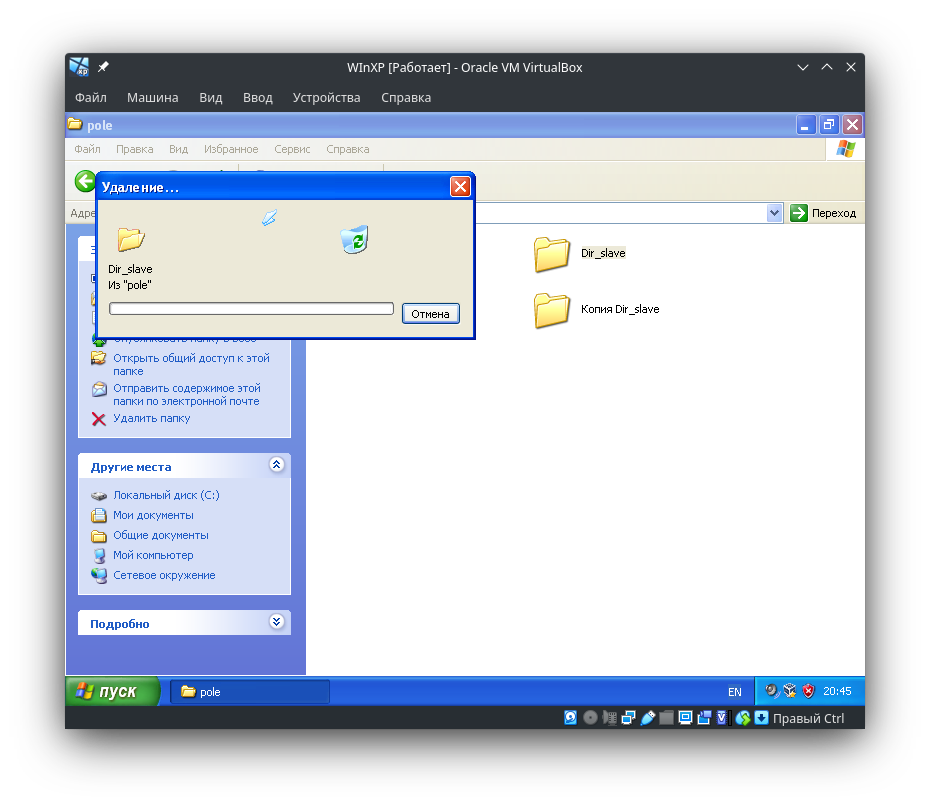 WInXP [Работает] - Oracle VM VirtualBox
Файл Машина Вид Ввод Устройства Справка
pole
Файл Правка Вид Избранное Сервис Справка
Удаление...
Адре
Переход
Dir_slave
Из "pole"
Отмена
Dir_slave
Копия Dir_slave
Открыть общий доступ к этой
папке
Отправить содержимое этой
папки по электронной почте
Удалить папку
Другие места
Локальный диск (C:)
Мои документы
Общие документы
Мой компьютер
Сетевое окружение
Подробно
пуск
pole
EN
20:45
Правый Ctrl